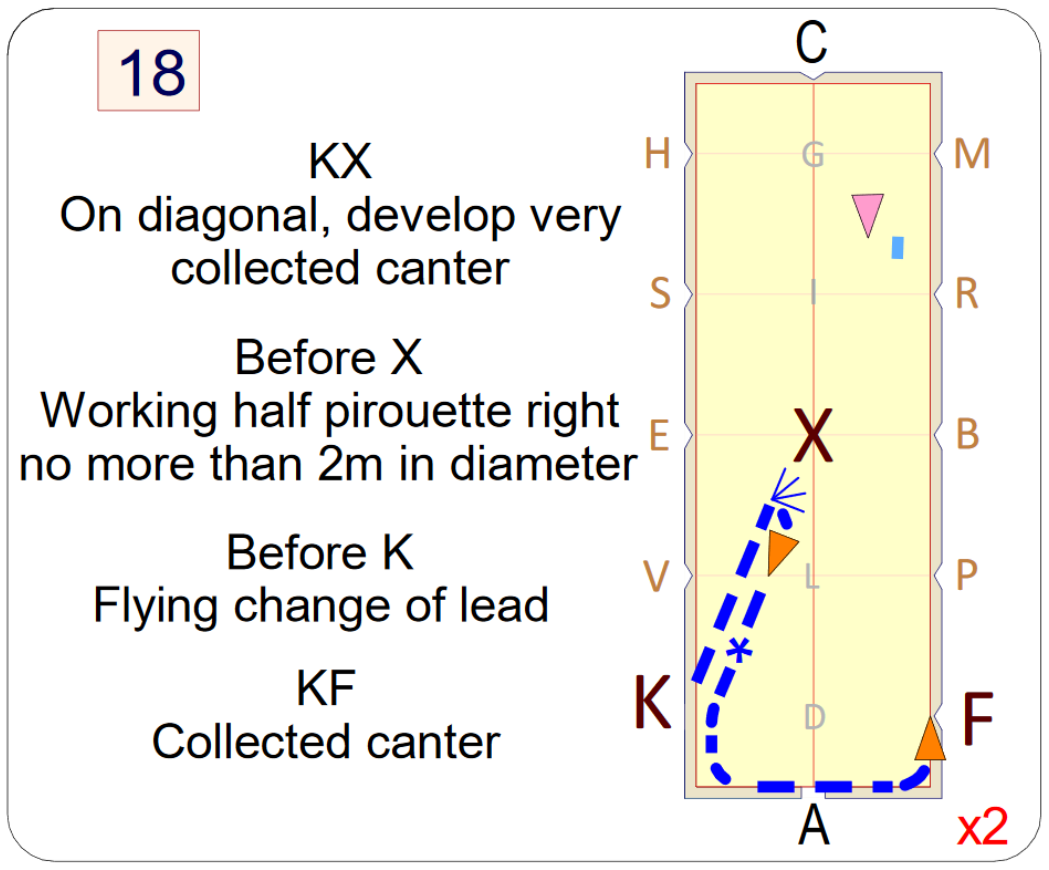 18
KX
On diagonal, develop very
collected canter
Before X
Working half pirouette right
no more than 2m in diameter
Before K
Flying change of lead
KF
Collected canter
C
H G M
S I R
E X B
V L P
K D F
A
x2